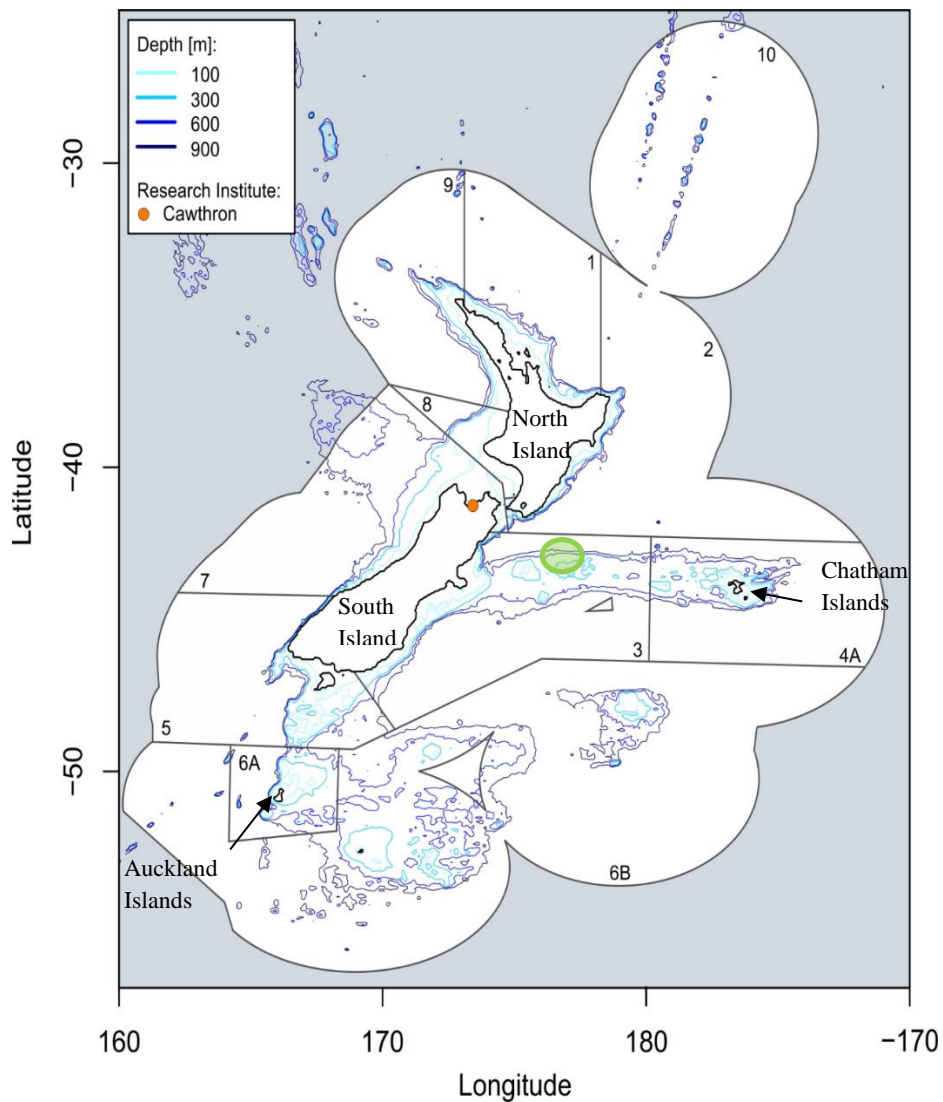 Depth [m]:
100
300
600
900
Research Institute:
Cawthron
10
9
1
2
8
North
Island
7
South
Island
Chatham
Islands
3
4A
5
6A
Auckland
Islands
6B
−30
−40
−50
Latitude
160
170
180
−170
Longitude